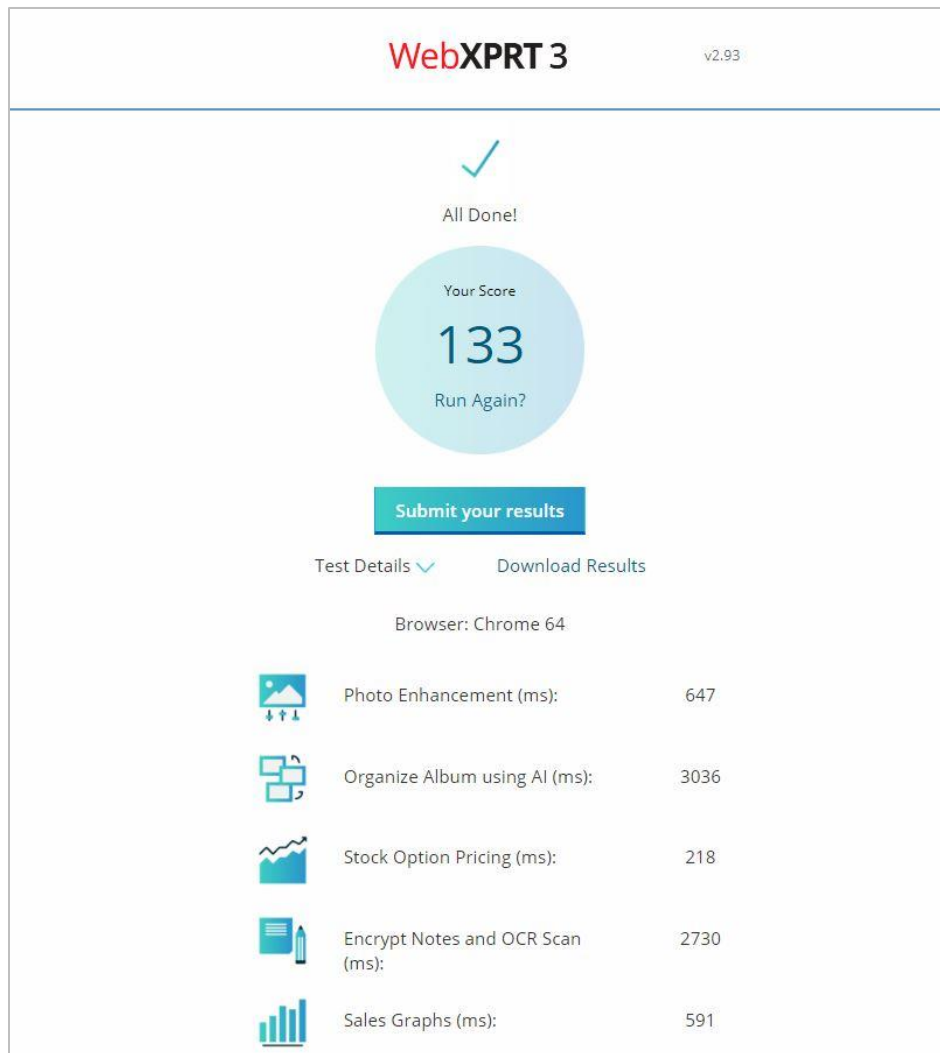 WebXPRT 3 v2.93
All Done!
Your Score
133
Run Again?
Submit your results
Test Details Download Results
Browser: Chrome 64
Photo Enhancement (ms): 647
Organize Album using AI (ms): 3036
Stock Option Pricing (ms): 218
Encrypt Notes and OCR Scan 2730
(ms):
Sales Graphs (ms): 591